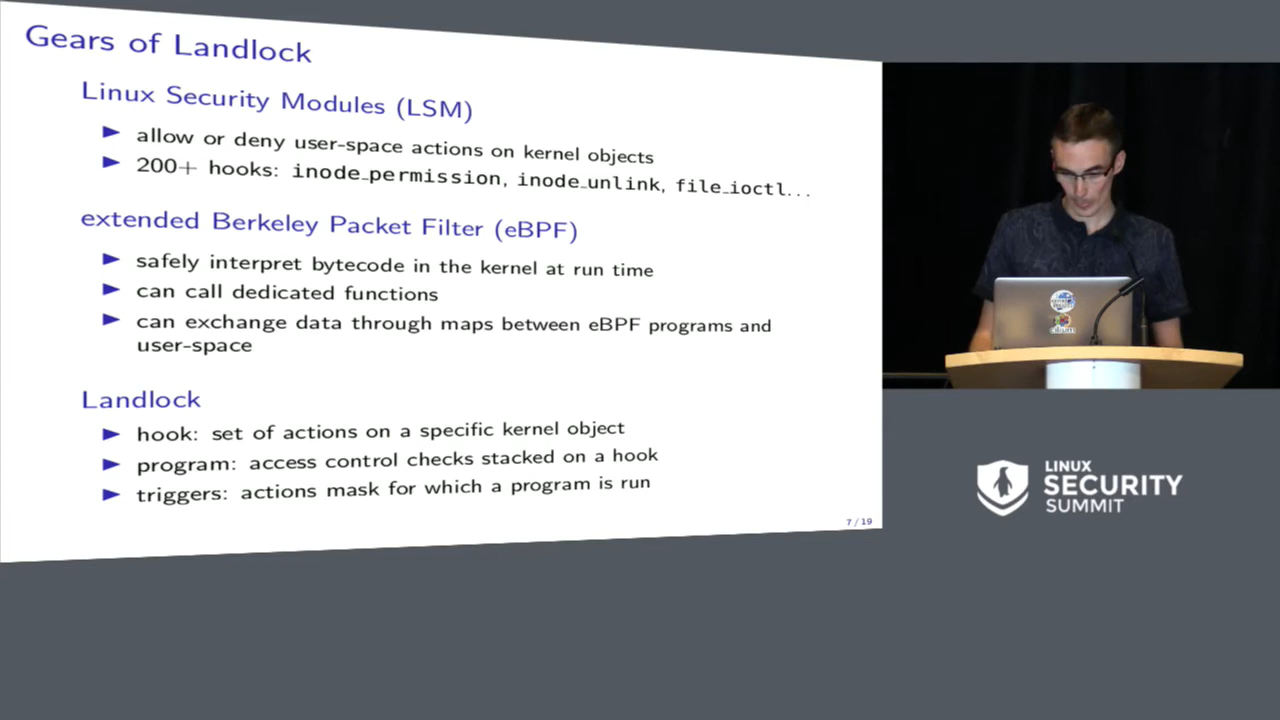 Gears of Landlock
Linux Security Modules (LSM)
▶ allow or deny user-space actions on kernel objects
▶ 200+ hooks: inode_permission, inode_unlink, file_ioctl...
extended Berkeley Packet Filter (eBPF)
▶ safely interpret bytecode in the kernel at run time
▶ can call dedicated functions
▶ can exchange data through maps between eBPF programs and
user-space
Landlock
▶ hook: set of actions on a specific kernel object
▶ program: access control checks stacked on a hook
▶ triggers: actions mask for which a program is run
7 / 19
LINUX
SECURITY
SUMMIT